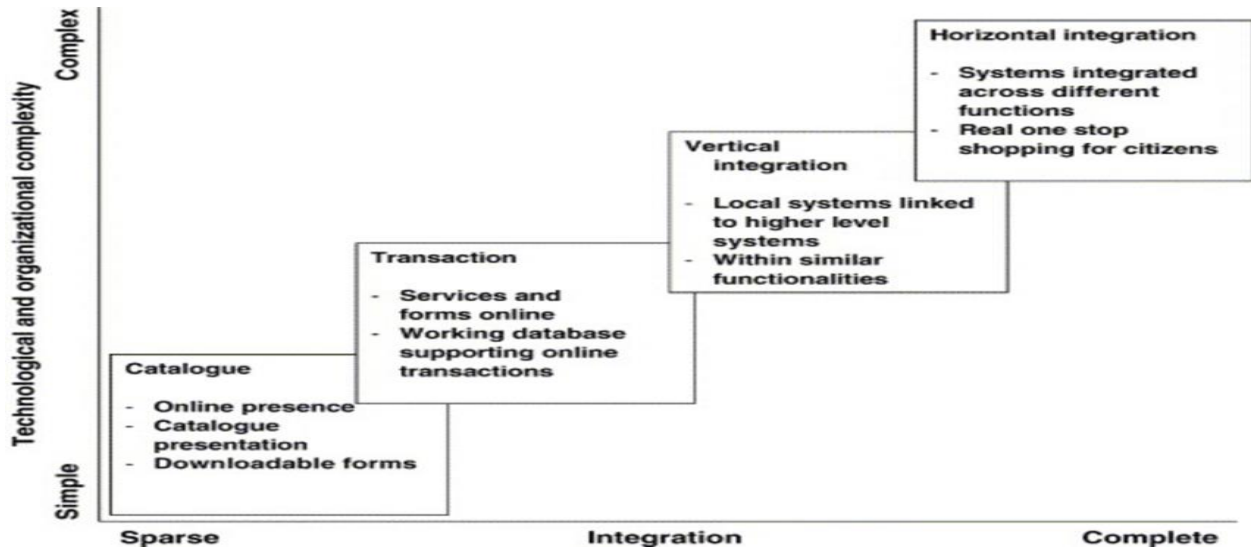 Technological and organizational complexity
Complex
Simple
Horizontal integration
- Systems integrated
across different
functions
- Real one stop
shopping for citizens
Vertical
integration
- Local systems linked
to higher level
systems
- Within similar
functionalities
Transaction
- Services and
forms online
- Working database
supporting online
transactions
Catalogue
- Online presence
- Catalogue
presentation
- Downloadable forms
Sparse
Integration
Complete